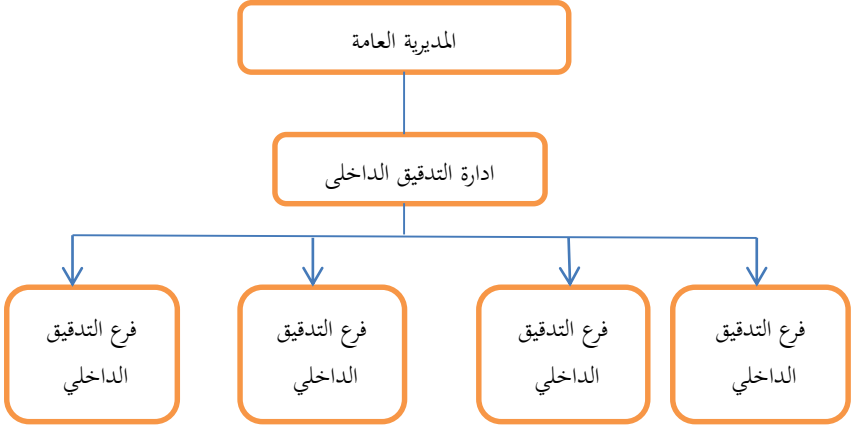 المديرية العامة
ادارة التدقيق الداخلى
فرع التدقيق
الداخلي
فرع التدقيق
الداخلي
فرع التدقيق
الداخلي
فرع التدقيق
الداخلي